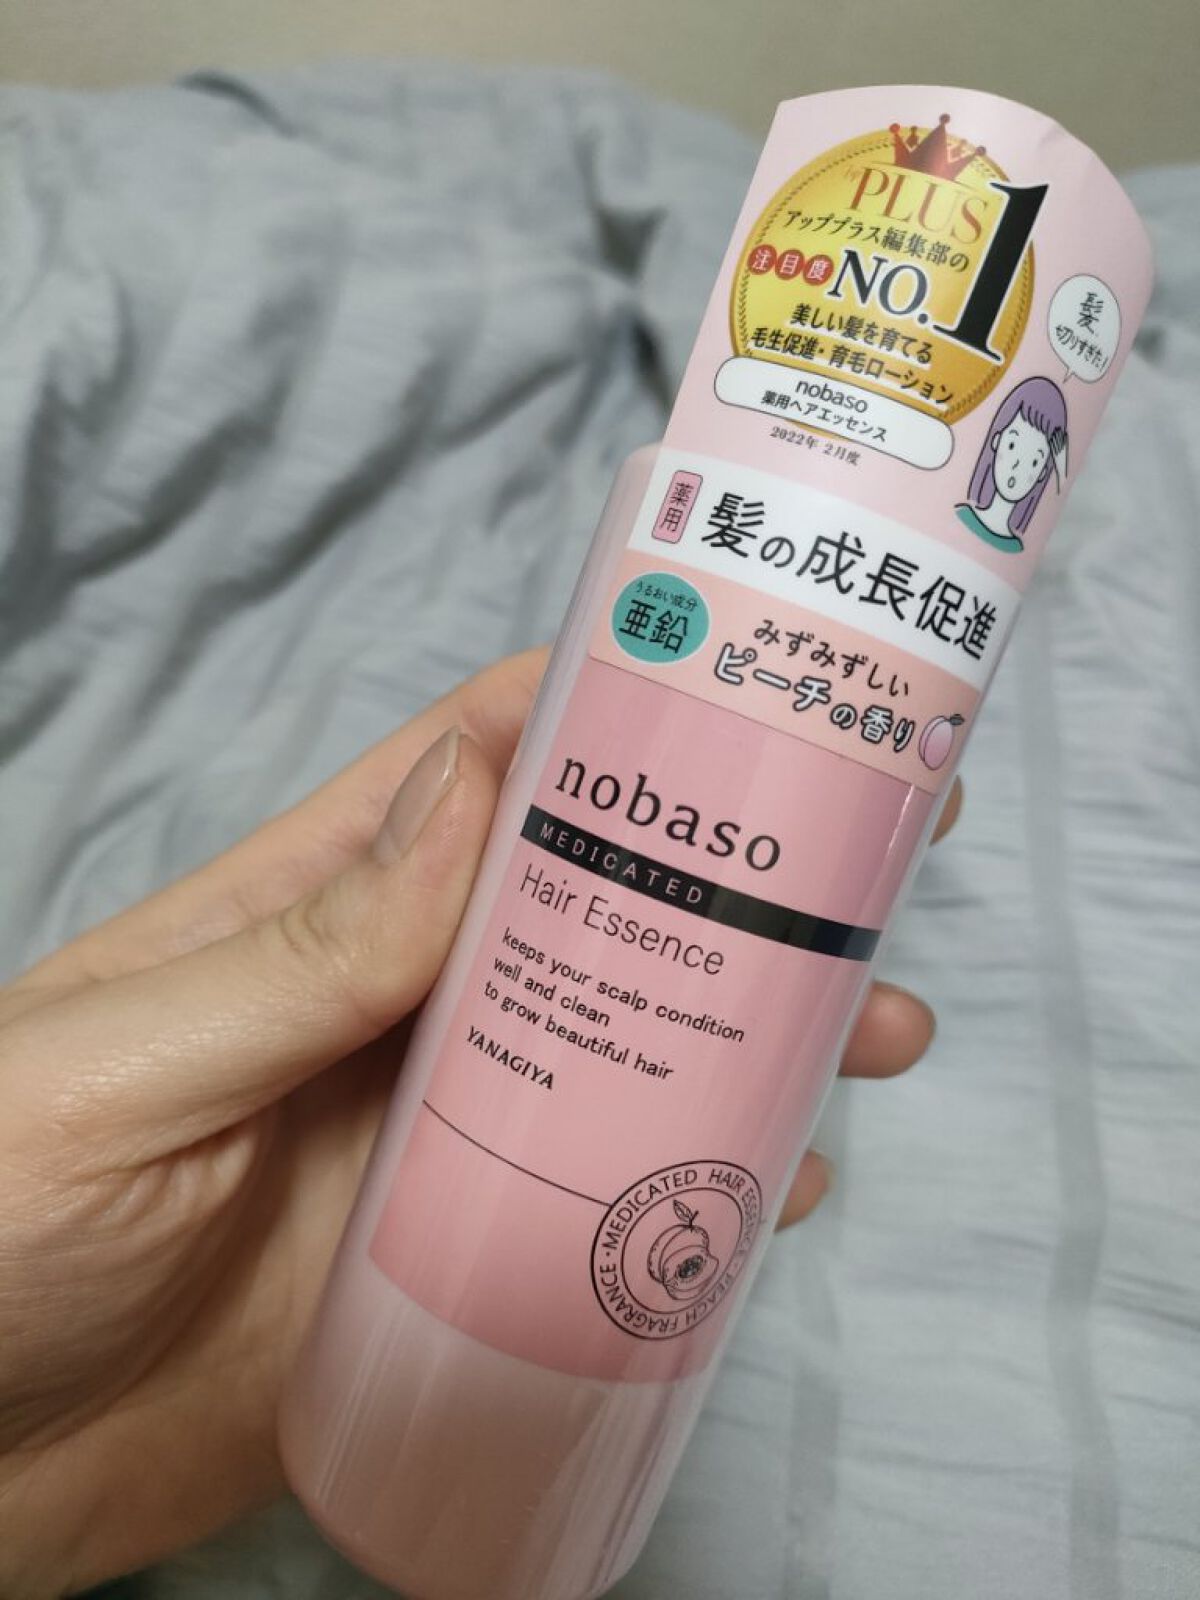 up PLUS
アッププラス編集部の
注目度 NO.1
美しい髪を育てる
毛生促進・育毛ローション
nobaso
薬用ヘアエッセンス
2022年 2月度
髪、
切りすぎた!
薬用
髪の成長促進
うるおい成分
亜鉛
みずみずしい
ピーチの香り
nobaso
MEDICATED
Hair Essence
keeps your scalp condition
well and clean
to grow beautiful hair
YANAGIYA
MEDICATED HAIR ESSENCE・PEACH FRAGRANCE・